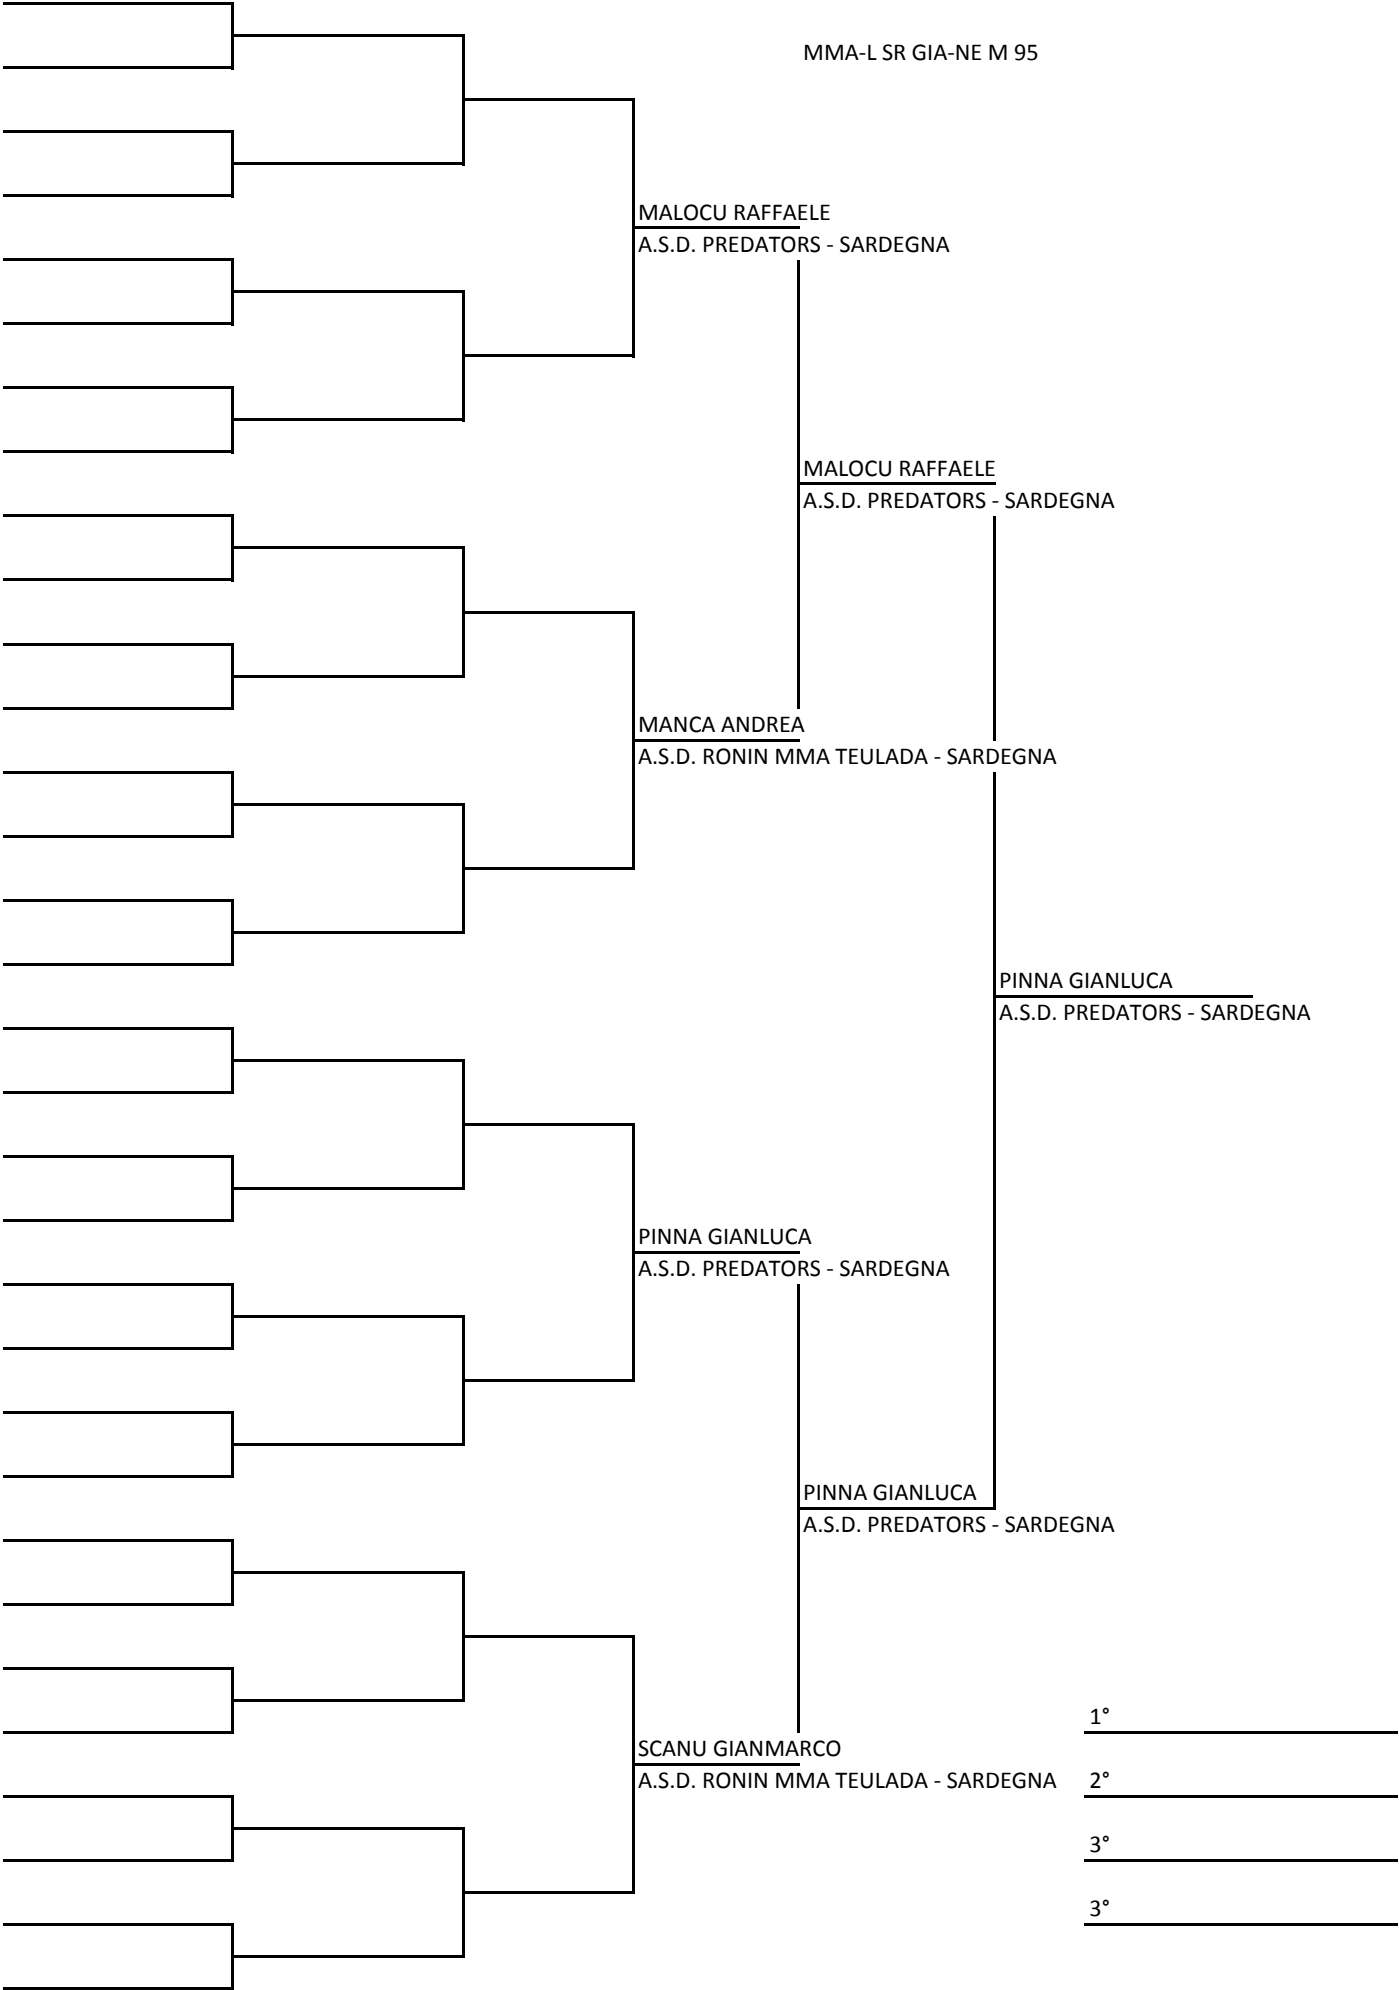 MMA-L SR GIA-NE M 95
MALOCU RAFFAELE
A.S.D. PREDATORS - SARDEGNA
MALOCU RAFFAELE
A.S.D. PREDATORS - SARDEGNA
MANCA ANDREA
A.S.D. RONIN MMA TEULADA - SARDEGNA
PINNA GIANLUCA
A.S.D. PREDATORS - SARDEGNA
PINNA GIANLUCA
A.S.D. PREDATORS - SARDEGNA
PINNA GIANLUCA
A.S.D. PREDATORS - SARDEGNA
1°
SCANU GIANMARCO
A.S.D. RONIN MMA TEULADA - SARDEGNA
2°
3°
3°